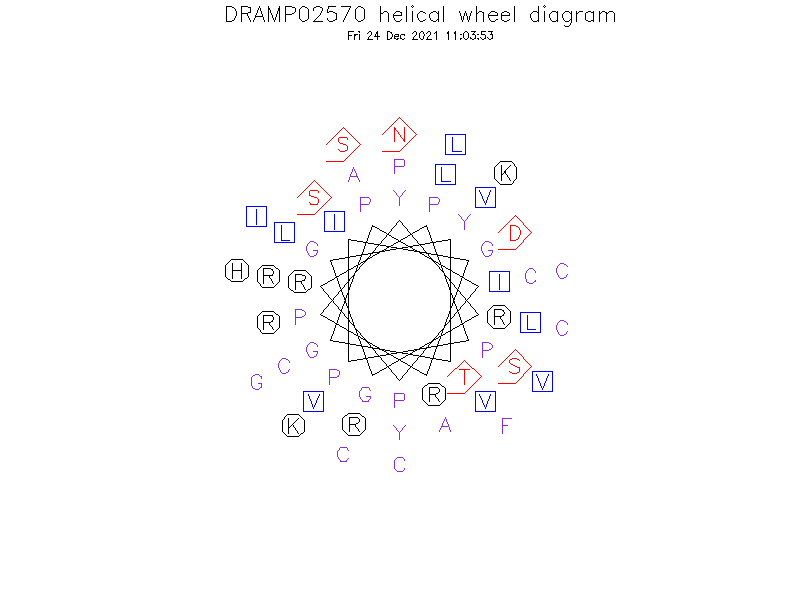 DRAMP02570 helical wheel diagram
Fri 24 Dec 2021 11:03:53
N
S L
P
A L K
S Y V
P P
I I Y D
L G G
H R R I C C
R P R L C
G P
G C P T S V
V G R V
P
K R Y A F
C C